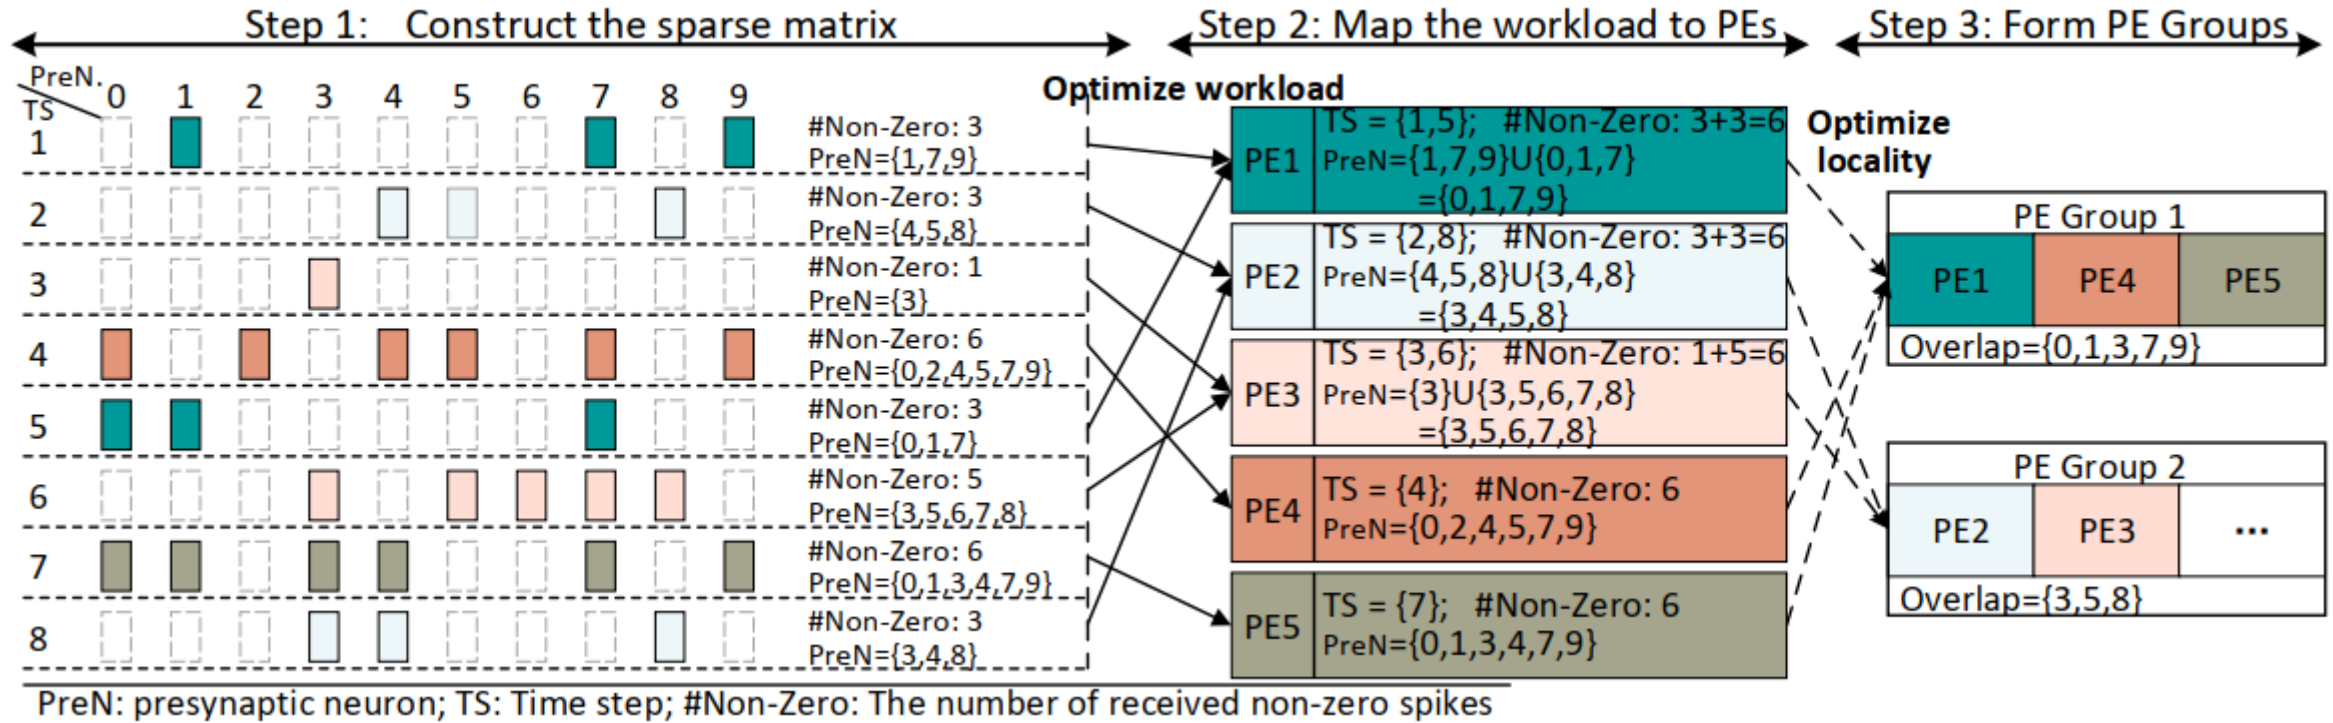 Step 1: Construct the sparse matrix
Step 2: Map the workload to PEs
Step 3: Form PE Groups
PreN.
TS
0 1 2 3 4 5 6 7 8 9
1
#Non-Zero: 3
PreN={1,7,9}
2
#Non-Zero: 3
PreN={4,5,8}
3
#Non-Zero: 1
PreN={3}
4
#Non-Zero: 6
PreN={0,2,4,5,7,9}
5
#Non-Zero: 3
PreN={0,1,7}
6
#Non-Zero: 5
PreN={3,5,6,7,8}
7
#Non-Zero: 6
PreN={0,1,3,4,7,9}
8
#Non-Zero: 3
PreN={3,4,8}
Optimize workload
PE1
TS = {1,5}; #Non-Zero: 3+3=6
PreN={1,7,9}U{0,1,7}
={0,1,7,9}
PE2
TS = {2,8}; #Non-Zero: 3+3=6
PreN={4,5,8}U{3,4,8}
={3,4,5,8}
PE3
TS = {3,6}; #Non-Zero: 1+5=6
PreN={3}U{3,5,6,7,8}
={3,5,6,7,8}
PE4
TS = {4}; #Non-Zero: 6
PreN={0,2,4,5,7,9}
PE5
TS = {7}; #Non-Zero: 6
PreN={0,1,3,4,7,9}
Optimize
locality
PE Group 1
PE1 PE4 PE5
Overlap={0,1,3,7,9}
PE Group 2
PE2 PE3 ...
Overlap={3,5,8}
PreN: presynaptic neuron; TS: Time step; #Non-Zero: The number of received non-zero spikes